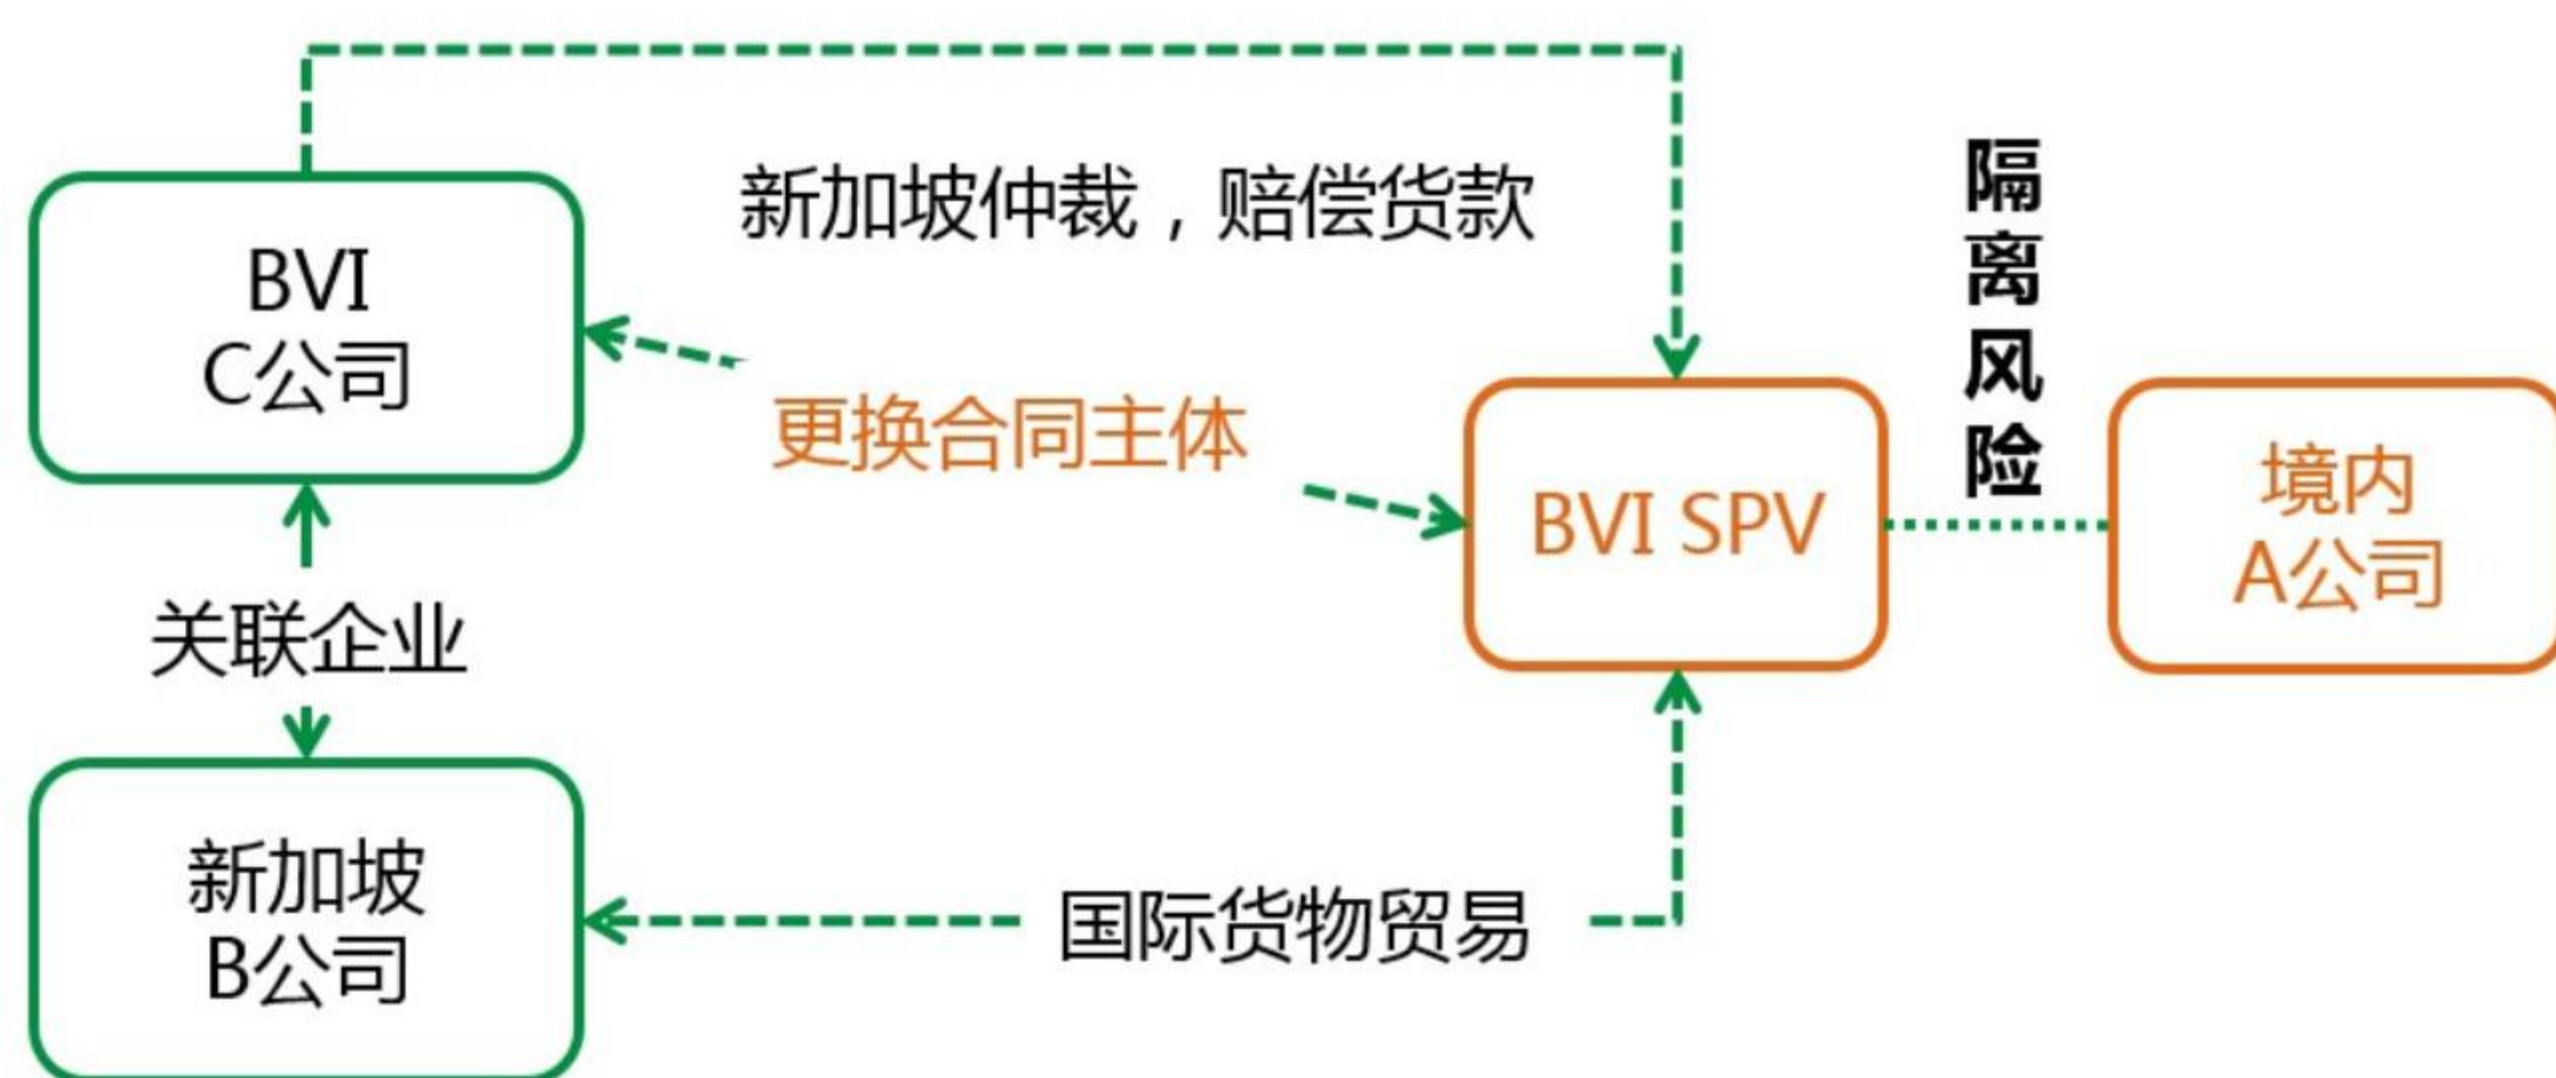 新加坡仲裁，赔偿货款
隔离风险
BVI
C公司
更换合同主体
BVI SPV
境内
A公司
关联企业
新加坡
B公司
国际货物贸易